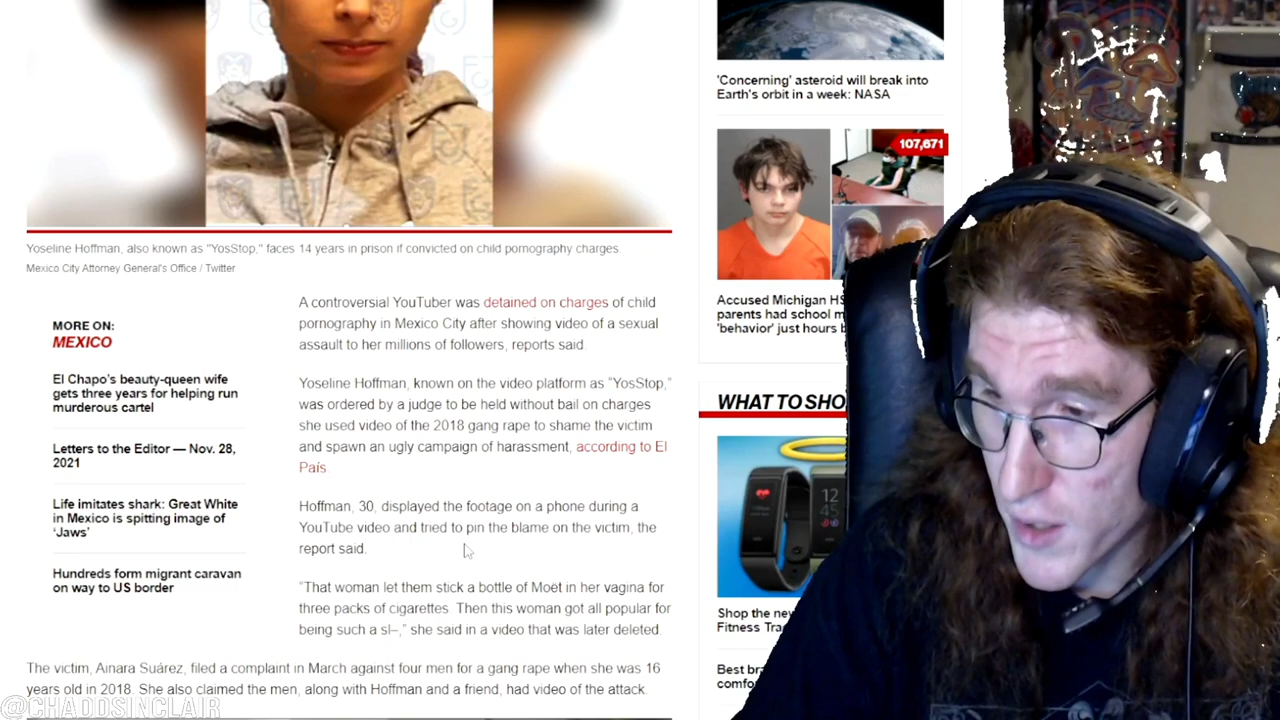 'Concerning' asteroid will break into
Earth's orbit in a week: NASA
107,671
Accused Michigan HS
parents had school m
'behavior' just hours b
WHAT TO SHO
12
45
Shop the new
Fitness Tra
Best bra
comfo
Yoseline Hoffman, also known as "YosStop," faces 14 years in prison if convicted on child pornography charges.
Mexico City Attorney General's Office / Twitter
MORE ON:
MEXICO
El Chapo's beauty-queen wife
gets three years for helping run
murderous cartel
Letters to the Editor — Nov. 28,
2021
Life imitates shark: Great White
in Mexico is spitting image of
'Jaws'
Hundreds form migrant caravan
on way to US border
A controversial YouTuber was detained on charges of child
pornography in Mexico City after showing video of a sexual
assault to her millions of followers, reports said.
Yoseline Hoffman, known on the video platform as "YosStop,"
was ordered by a judge to be held without bail on charges
she used video of the 2018 gang rape to shame the victim
and spawn an ugly campaign of harassment, according to El
País.
Hoffman, 30, displayed the footage on a phone during a
YouTube video and tried to pin the blame on the victim, the
report said.
"That woman let them stick a bottle of Moët in her vagina for
three packs of cigarettes. Then this woman got all popular for
being such a sl–," she said in a video that was later deleted.
The victim, Ainara Suárez, filed a complaint in March against four men for a gang rape when she was 16
years old in 2018. She also claimed the men, along with Hoffman and a friend, had video of the attack.
@CHADDSINCLAIR